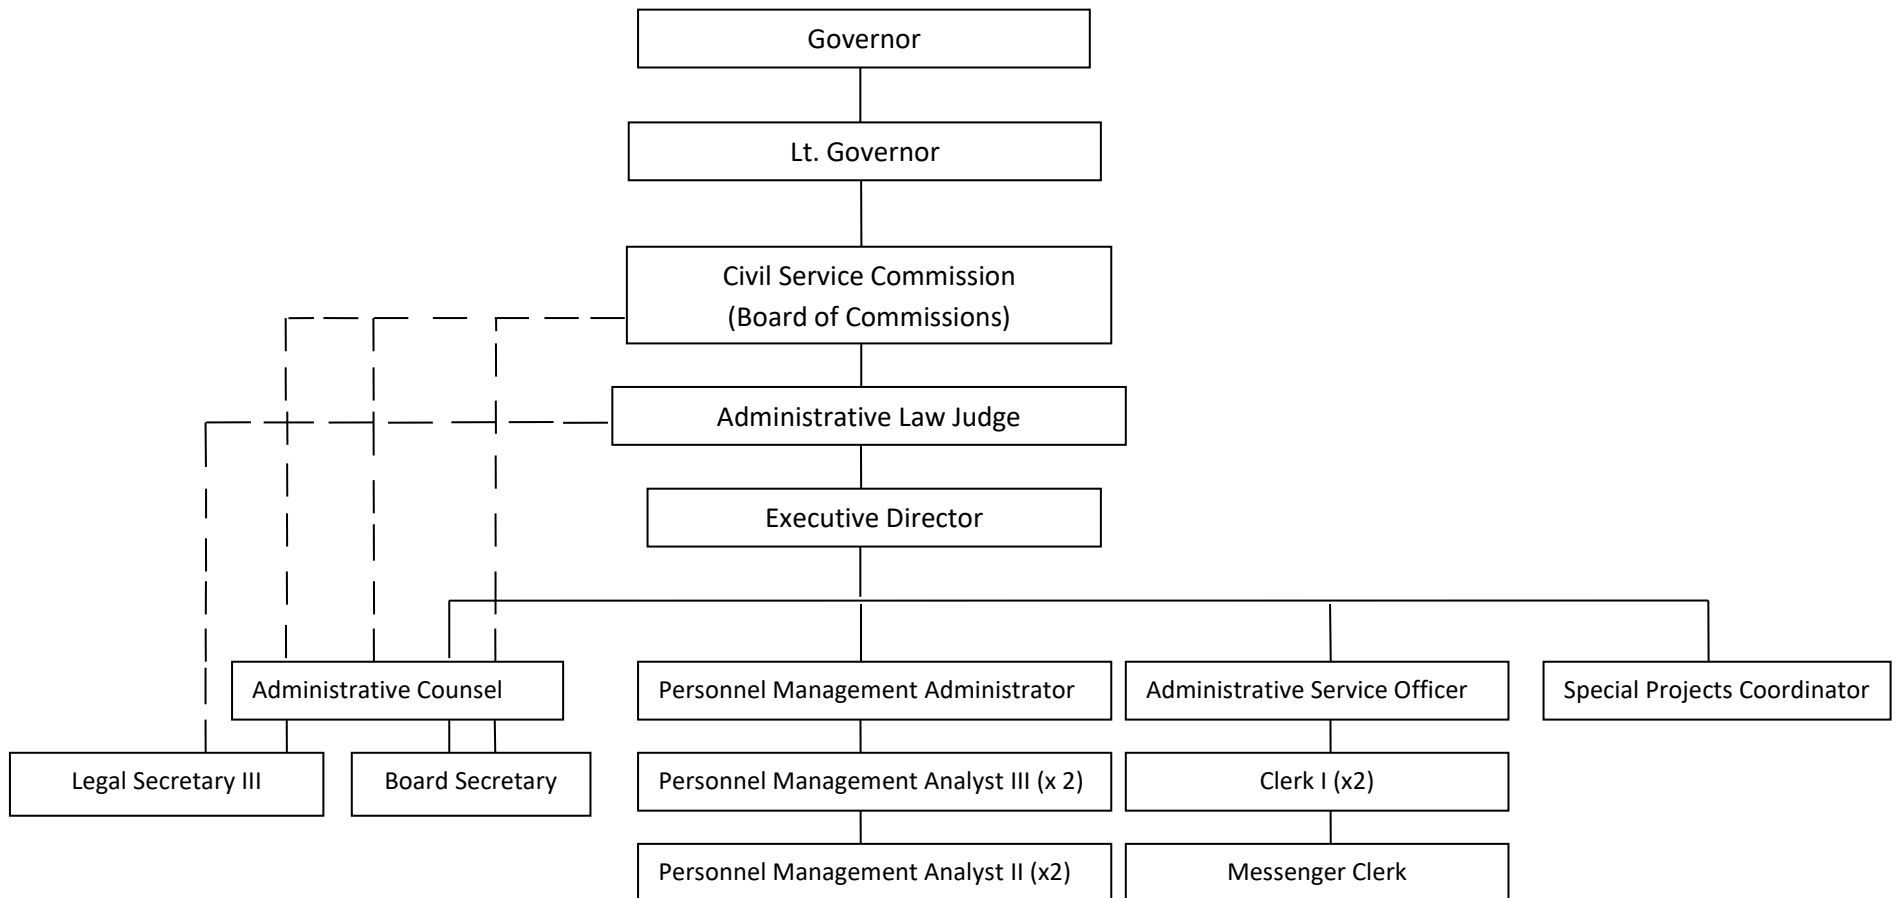 Governor
Lt. Governor
Civil Service Commission
(Board of Commissions)
Administrative Law Judge
Executive Director
Administrative Counsel
Personnel Management Administrator
Administrative Service Officer
Special Projects Coordinator
Legal Secretary III
Board Secretary
Personnel Management Analyst III (x 2)
Clerk I (x2)
Personnel Management Analyst II (x2)
Messenger Clerk